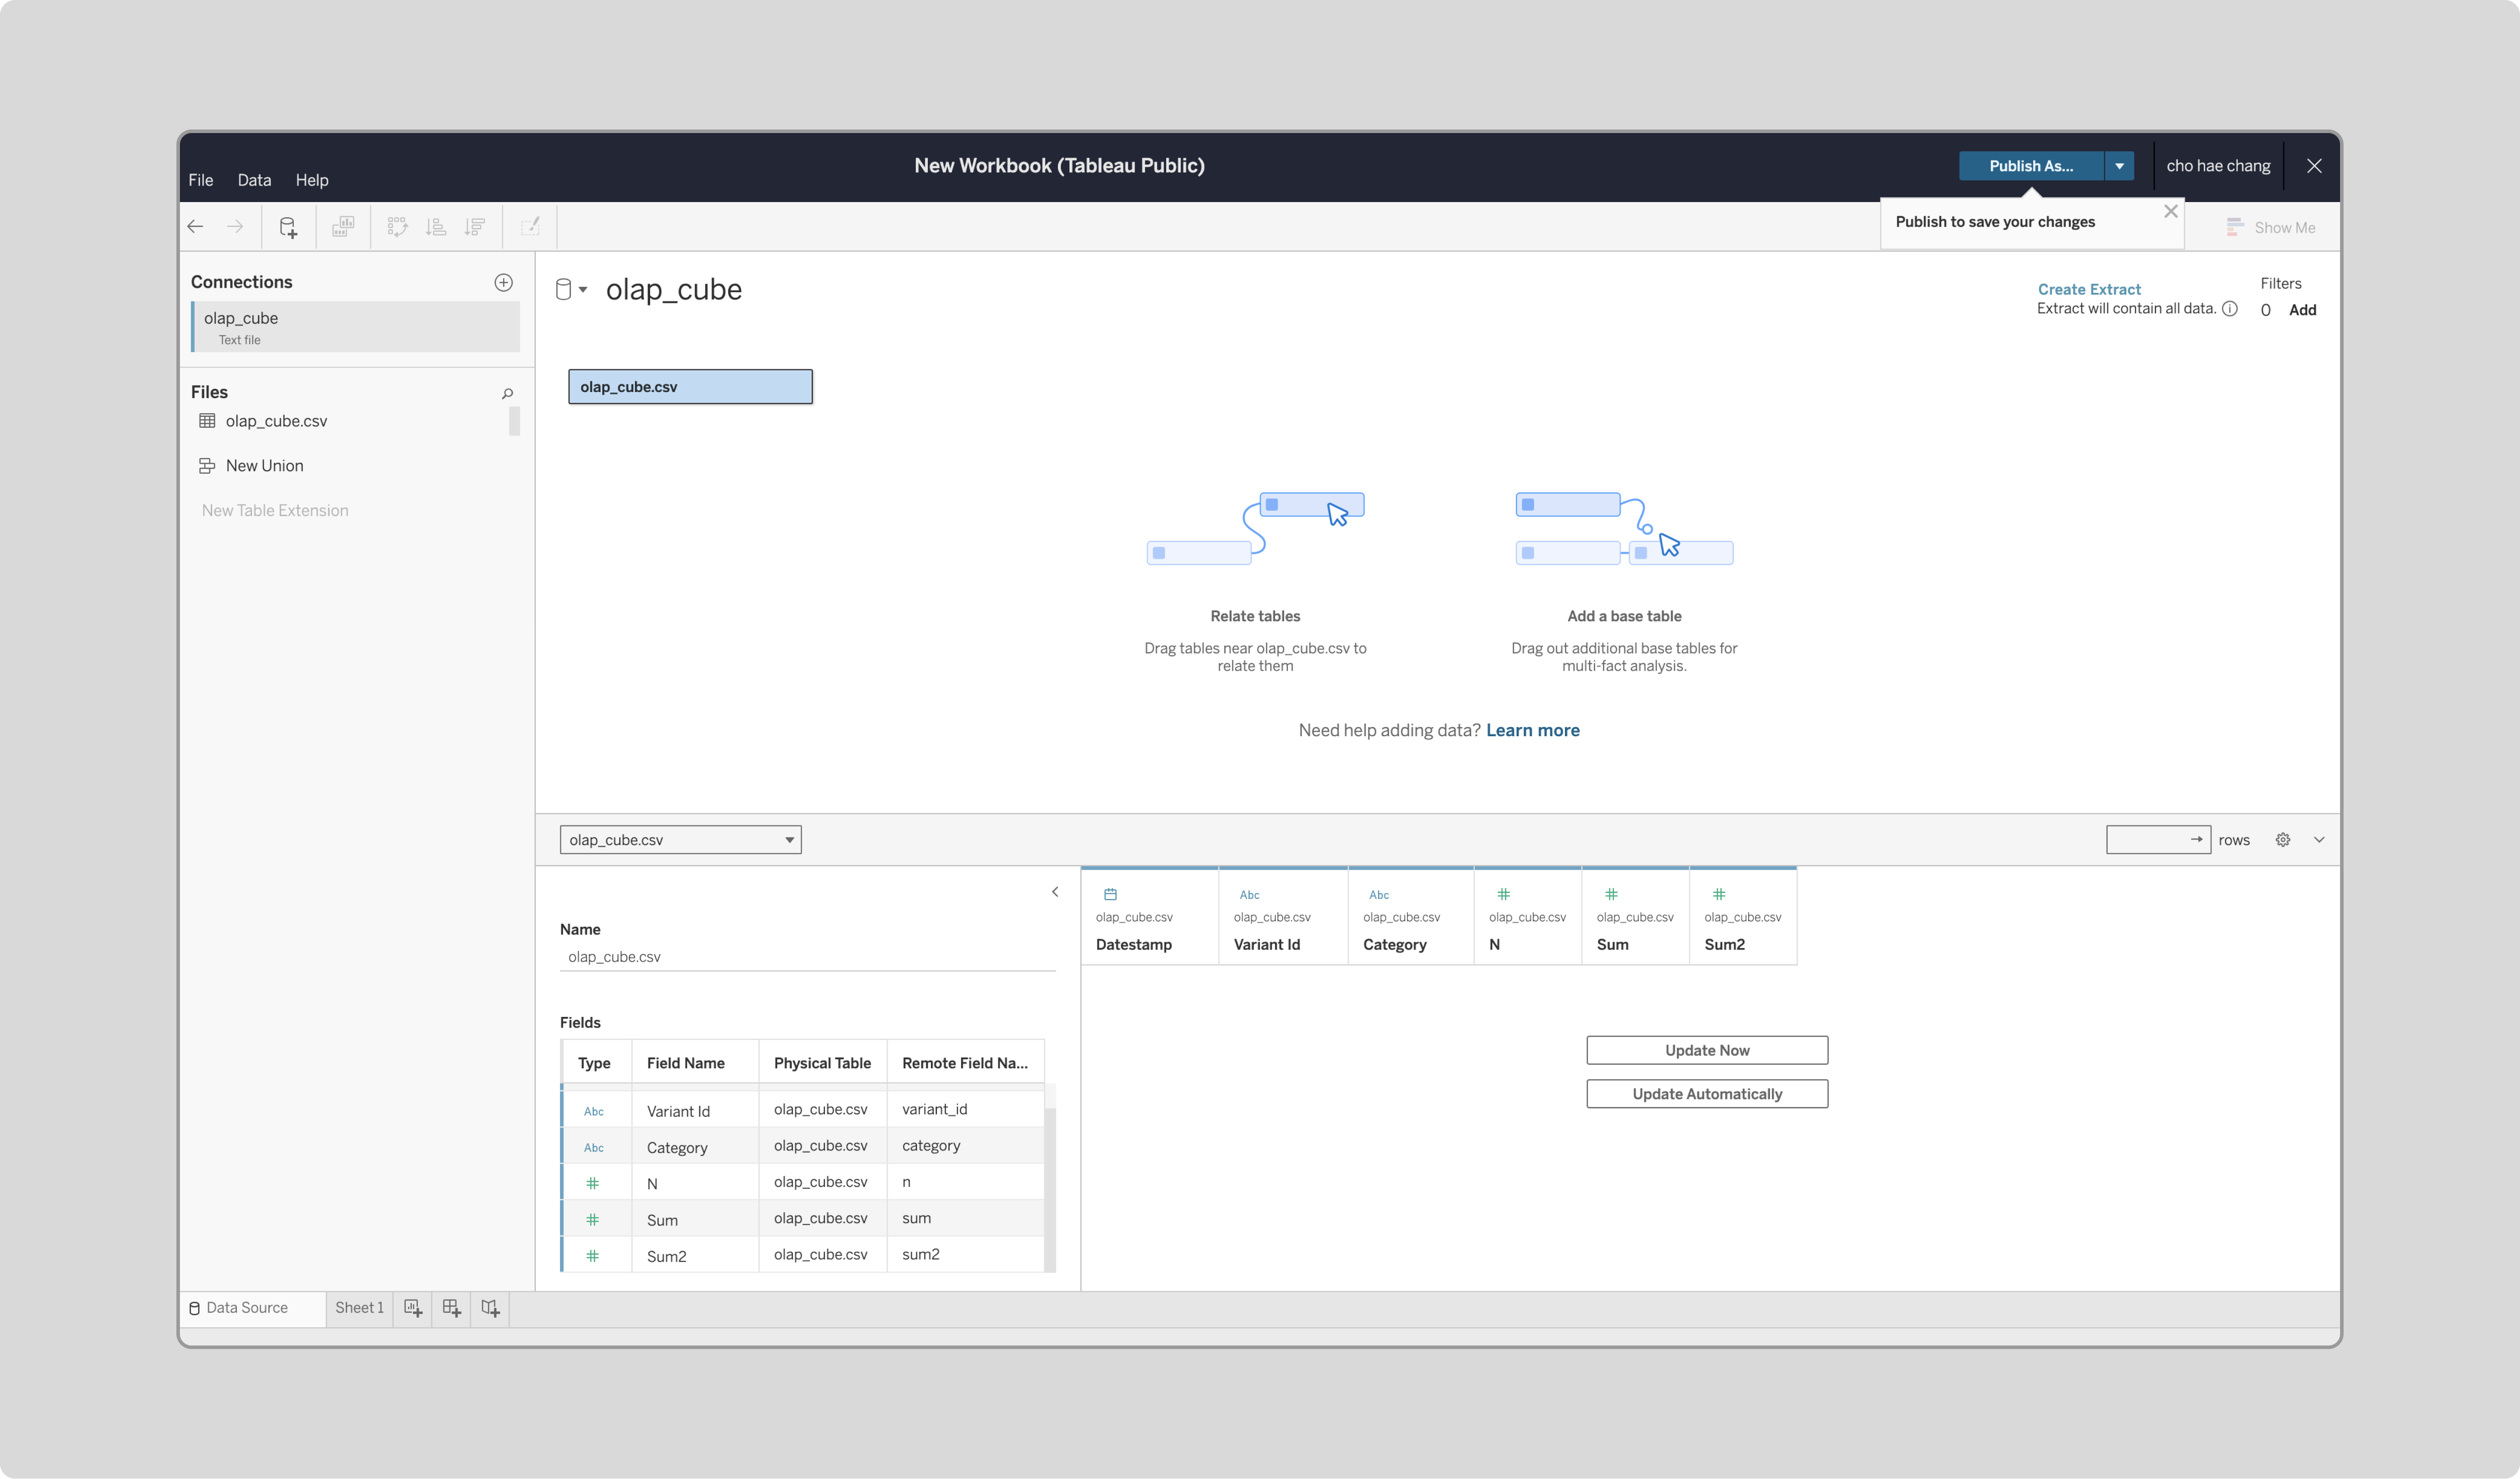 New Workbook (Tableau Public)
File Data Help
Publish As...
cho hae chang
Publish to save your changes
Show Me
Connections
olap_cube
Text file
Files
olap_cube.csv
New Union
New Table Extension
olap_cube
Create Extract
Extract will contain all data.
Filters
0 Add
olap_cube.csv
Relate tables
Drag tables near olap_cube.csv to
relate them
Add a base table
Drag out additional base tables for
multi-fact analysis.
Need help adding data? Learn more
olap_cube.csv
rows
Name
olap_cube.csv
Fields
Type Field Name Physical Table Remote Field Na...
Abc Variant Id olap_cube.csv variant_id
Abc Category olap_cube.csv category
# N olap_cube.csv n
# Sum olap_cube.csv sum
# Sum2 olap_cube.csv sum2
Abc Abc # # #
olap_cube.csv olap_cube.csv olap_cube.csv olap_cube.csv olap_cube.csv olap_cube.csv
Datestamp Variant Id Category N Sum Sum2
Update Now
Update Automatically
Data Source Sheet 1